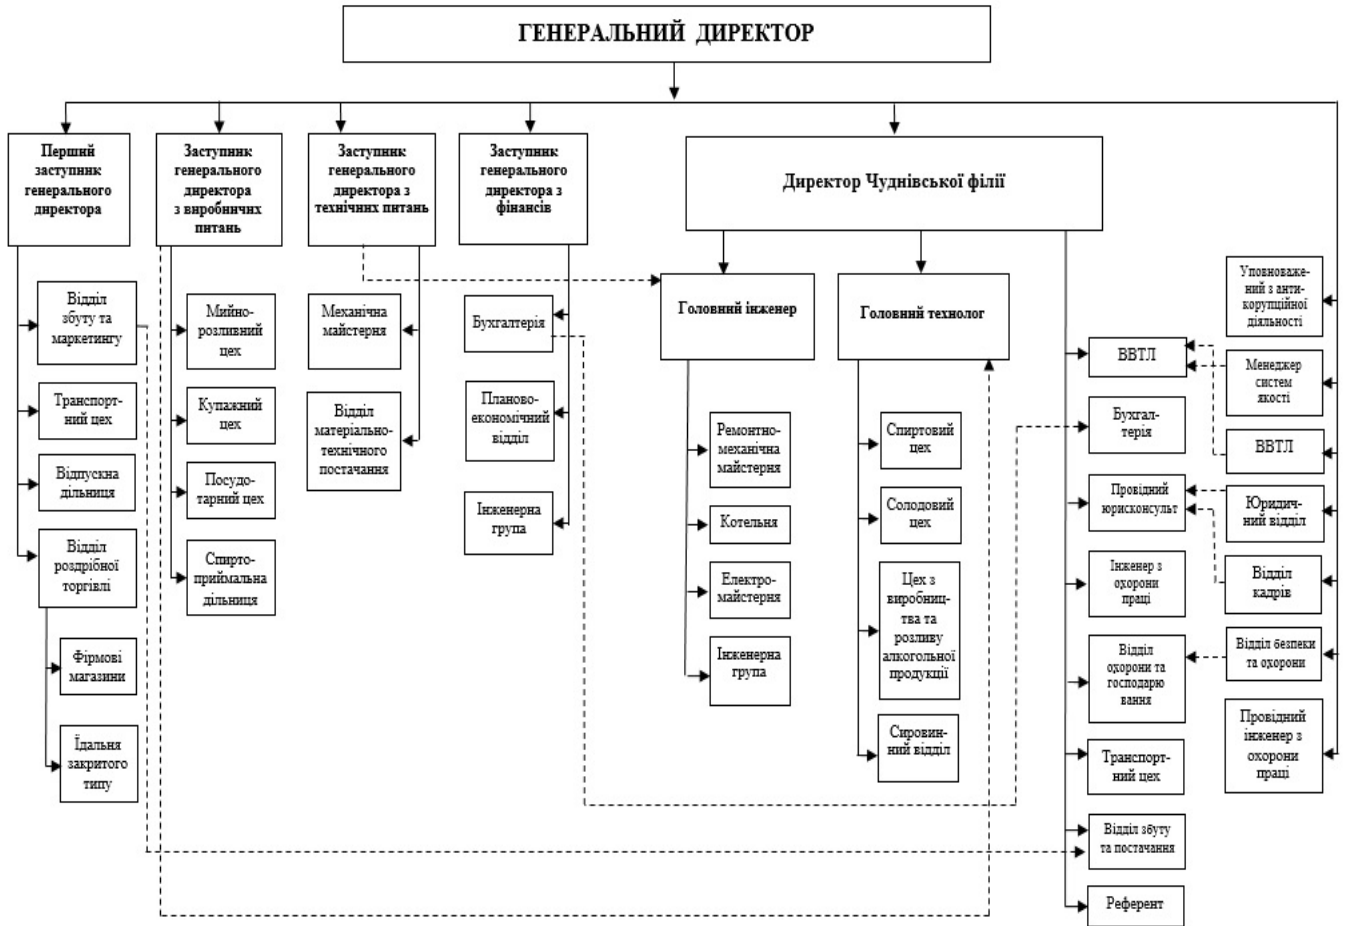 ГЕНЕРАЛЬНИЙ ДИРЕКТОР
Перший
заступник
генерального
директора
Заступник
генерального
директора
з виробничих
питань
Заступник
генерального
директора з
технічних питань
Заступник
генерального
директора з
фінансів
Директор Чуднівської філії
Відділ
збуту та
маркетингу
Транспорт-
ний цех
Відпускна
дільниця
Відділ
роздрібної
торгівлі
Фірмові
магазини
Їдальня
закритого
типу
Мийно-
розливний
цех
Купажний
цех
Посудо-
тарний цех
Спирто-
приймальна
дільниця
Механічна
майстерня
Відділ
матеріально-
технічного
постачання
Бухгалтерія
Планово-
економічний
відділ
Інженерна
група
Головний інженер
Ремонтно-
механічна
майстерня
Котельня
Електро-
майстерня
Інженерна
група
Головний технолог
Спиртовий
цех
Солодовий
цех
Цех з
виробниц-
тва та
розливу
алкогольної
продукції
Сировин-
ний відділ
ВВТЛ
Бухгал-
терія
Провідний
юрисконсульт
Інженер з
охорони
праці
Відділ
охорони та
господарю
вання
Транспорт-
ний цех
Відділ збуту
та постачання
Референт
Уповноваже-
ний з анти-
корупційної
діяльності
Менеджер
систем
якості
ВВТЛ
Юридич-
ний відділ
Відділ
кадрів
Відділ безпеки
та охорони
Провідний
інженер з
охорони
праці